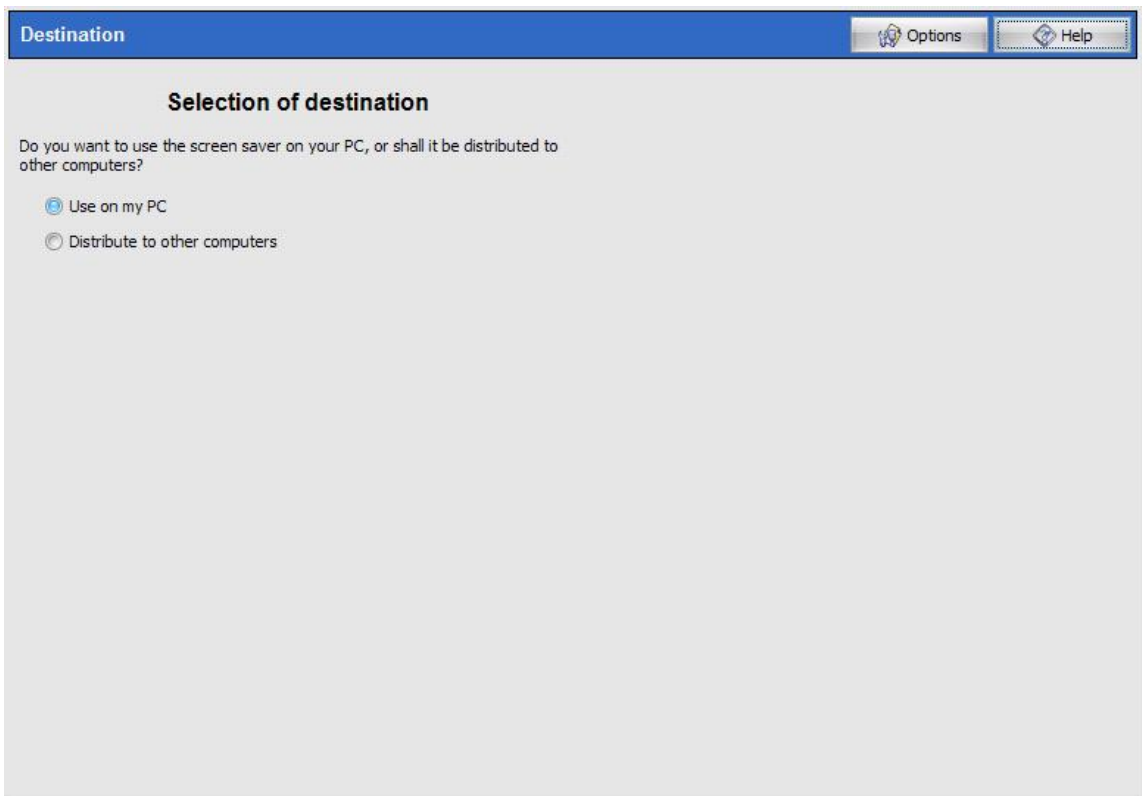 Destination
Options
Help
Selection of destination
Do you want to use the screen saver on your PC, or shall it be distributed to
other computers?
Use on my PC
Distribute to other computers